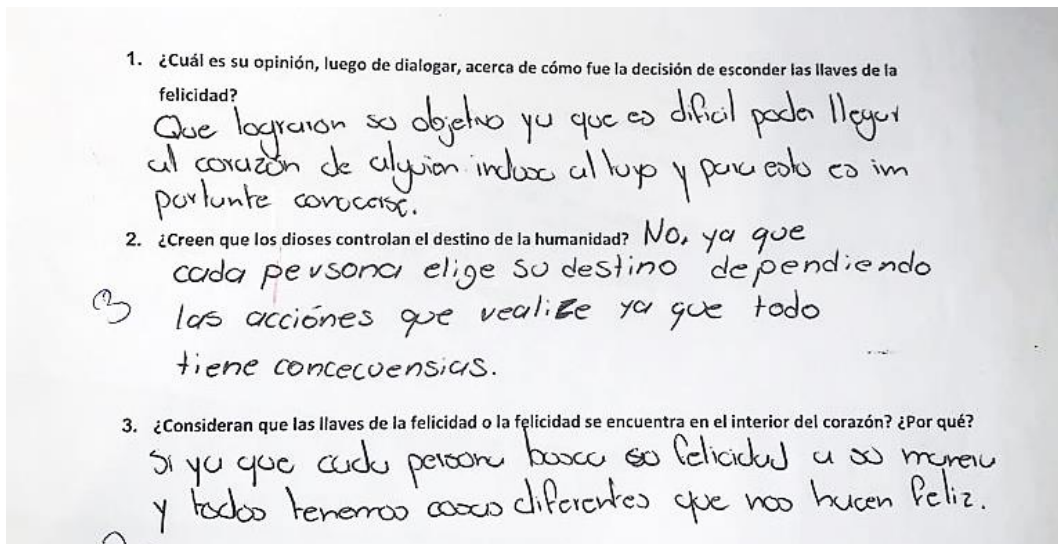 1. ¿Cuál es su opinión, luego de dialogar, acerca de cómo fue la decisión de esconder las llaves de la
felicidad?
Que lograron su objetivo ya que es dificil poder llegar
al corazón de alguien incluso al tuyo y para esto es im
portante conocerse.
2. ¿Creen que los dioses controlan el destino de la humanidad? No, ya que
cada persona elige su destino dependiendo
las acciónes que realize ya que todo
tiene concecuensias.
3. ¿Consideran que las llaves de la felicidad o la felicidad se encuentra en el interior del corazón? ¿Por qué?
Si ya que cada persona busca su felicidad a su manera
y todos tenemos cosas diferentes que nos hacen feliz.